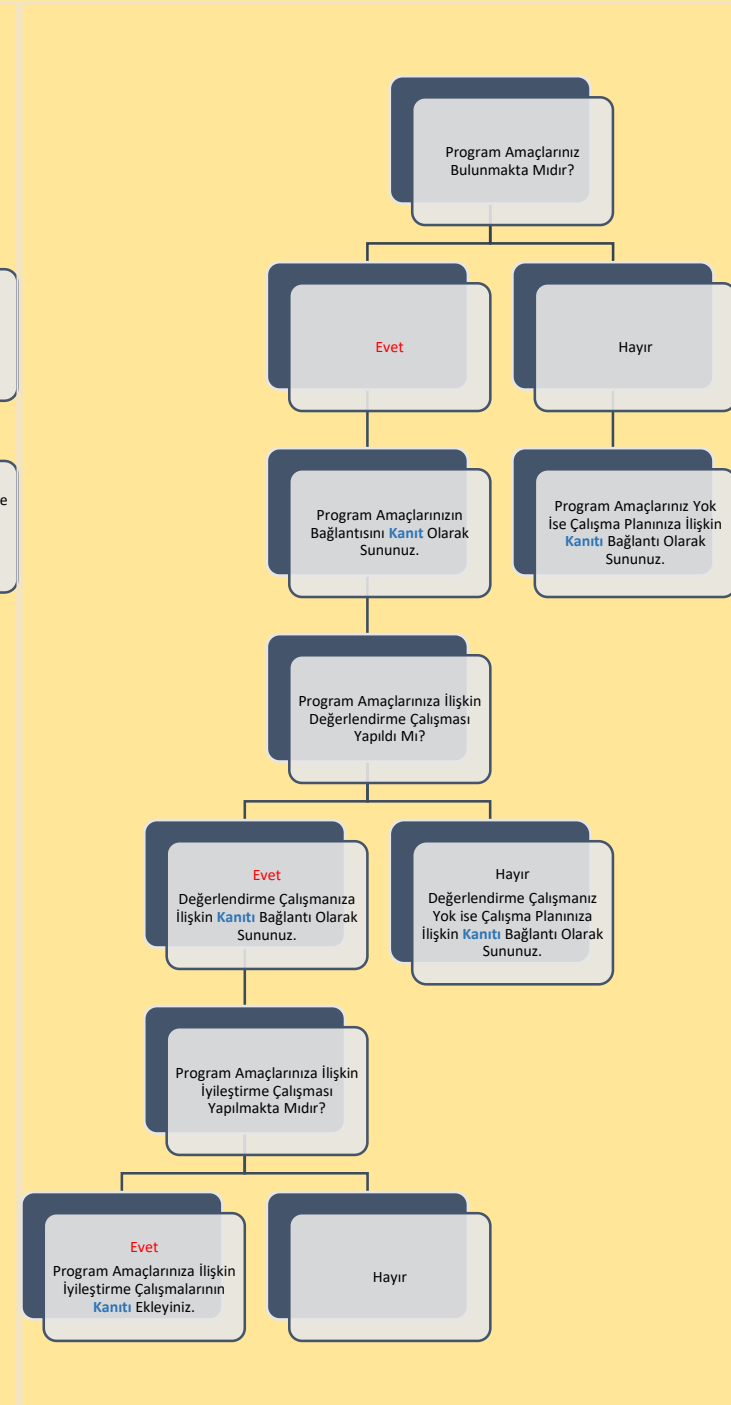 Program Amaçlarınız
Bulunmakta Mıdır?
Evet
Hayır
e
Program Amaçlarınızın
Bağlantısını Kanıt Olarak
Sununuz.
Program Amaçlarınız Yok
İse Çalışma Planınıza İlişkin
Kanıtı Bağlantı Olarak
Sununuz.
Program Amaçlarınıza İlişkin
Değerlendirme Çalışması
Yapıldı Mı?
Evet
Değerlendirme Çalışmanıza
İlişkin Kanıtı Bağlantı Olarak
Sununuz.
Hayır
Değerlendirme Çalışmanız
Yok ise Çalışma Planınıza
İlişkin Kanıtı Bağlantı Olarak
Sununuz.
Program Amaçlarınıza İlişkin
İyileştirme Çalışması
Yapılmakta Mıdır?
Evet
Program Amaçlarınıza İlişkin
İyileştirme Çalışmalarının
Kanıtı Ekleyiniz.
Hayır